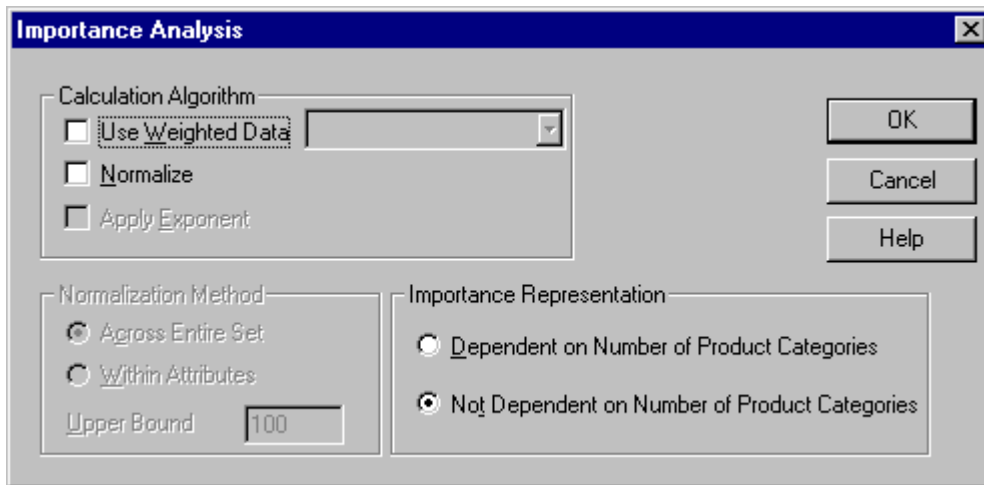 Importance Analysis
Calculation Algorithm
Use Weighted Data
Normalize
Apply Exponent
OK
Cancel
Help
Normalization Method
Across Entire Set
Within Attributes
Upper Bound 100
Importance Representation
Dependent on Number of Product Categories
Not Dependent on Number of Product Categories